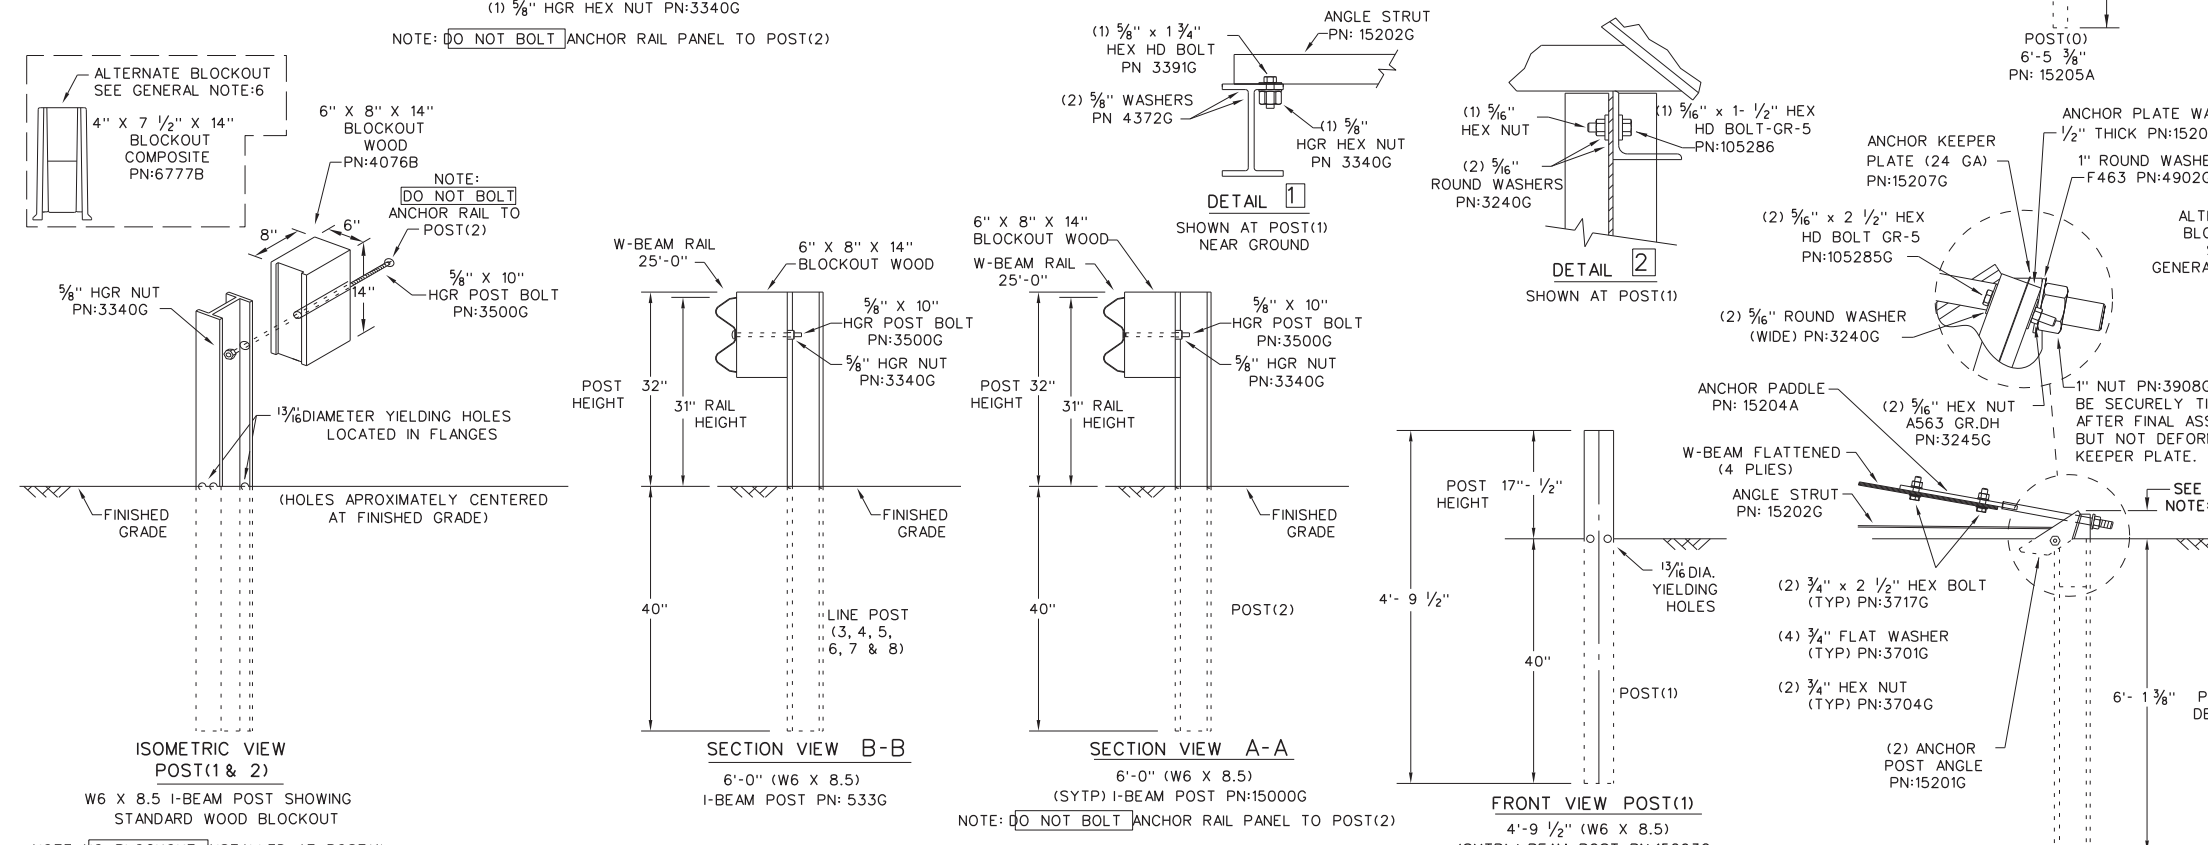 (1) 5/8" HGR HEX NUT PN:3340G
NOTE: DO NOT BOLT ANCHOR RAIL PANEL TO POST(2)
ALTERNATE BLOCKOUT
SEE GENERAL NOTE:6
4" X 7 1/2" X 14"
BLOCKOUT
COMPOSITE
PN:6777B
6" X 8" X 14"
BLOCKOUT
WOOD
PN:4076B
NOTE:
DO NOT BOLT
ANCHOR RAIL TO
POST(2)
8"
6"
14"
5/8" X 10"
HGR POST BOLT
PN:3500G
5/8" HGR NUT
PN:3340G
13/16" DIAMETER YIELDING HOLES
LOCATED IN FLANGES
(HOLES APROXIMATELY CENTERED
AT FINISHED GRADE)
FINISHED
GRADE
ISOMETRIC VIEW
POST(1 & 2)
W6 X 8.5 I-BEAM POST SHOWING
STANDARD WOOD BLOCKOUT
W-BEAM RAIL
25'-0"
6" X 8" X 14"
BLOCKOUT WOOD
5/8" X 10"
HGR POST BOLT
PN:3500G
5/8" HGR NUT
PN:3340G
POST 32"
HEIGHT
31" RAIL
HEIGHT
FINISHED
GRADE
40"
LINE POST
(3, 4, 5,
6, 7 & 8)
SECTION VIEW B-B
6'-0" (W6 X 8.5)
I-BEAM POST PN: 533G
6" X 8" X 14"
BLOCKOUT WOOD
W-BEAM RAIL
25'-0"
5/8" X 10"
HGR POST BOLT
PN:3500G
5/8" HGR NUT
PN:3340G
POST 32"
HEIGHT
31" RAIL
HEIGHT
FINISHED
GRADE
40"
POST(2)
SECTION VIEW A-A
6'-0" (W6 X 8.5)
(SYTP) I-BEAM POST PN:15000G
NOTE: DO NOT BOLT ANCHOR RAIL PANEL TO POST(2)
(1) 5/8" x 1 3/4"
HEX HD BOLT
PN 3391G
ANGLE STRUT
PN: 15202G
(2) 5/8" WASHERS
PN 4372G
(1) 5/8"
HGR HEX NUT
PN 3340G
DETAIL 1
SHOWN AT POST(1)
NEAR GROUND
(1) 5/16"
HEX NUT
(1) 5/16" x 1- 1/2" HEX
HD BOLT-GR-5
PN:105286
(2) 5/16"
ROUND WASHERS
PN:3240G
DETAIL 2
SHOWN AT POST(1)
POST HEIGHT 17"- 1/2"
4'- 9 1/2"
13/16" DIA.
YIELDING
HOLES
40"
POST(1)
FRONT VIEW POST(1)
4'-9 1/2" (W6 X 8.5)
POST(0)
6'-5 3/8"
PN: 15205A
ANCHOR PLATE
1/2" THICK
ANCHOR KEEPER
PLATE (24 GA)
PN:15207G
1" ROUND
F463
(2) 5/16" x 2 1/2" HEX
HD BOLT GR-5
PN:105285G
(2) 5/16" ROUND WASHER
(WIDE) PN:3240G
ANCHOR PADDLE
PN: 15204A
(2) 5/16" HEX NUT
A563 GR.DH
PN:3245G
1" NUT PN:3908G
BE SECURELY
AFTER FINAL
BUT NOT
KEEPER PLATE.
W-BEAM FLATTENED
(4 PLIES)
ANGLE STRUT
PN: 15202G
SEE
NOTE:
(2) 3/4" x 2 1/2" HEX BOLT
(TYP) PN:3717G
(4) 3/4" FLAT WASHER
(TYP) PN:3701G
(2) 3/4" HEX NUT
(TYP) PN:3704G
6'- 1 3/8"
(2) ANCHOR
POST ANGLE
PN:15201G